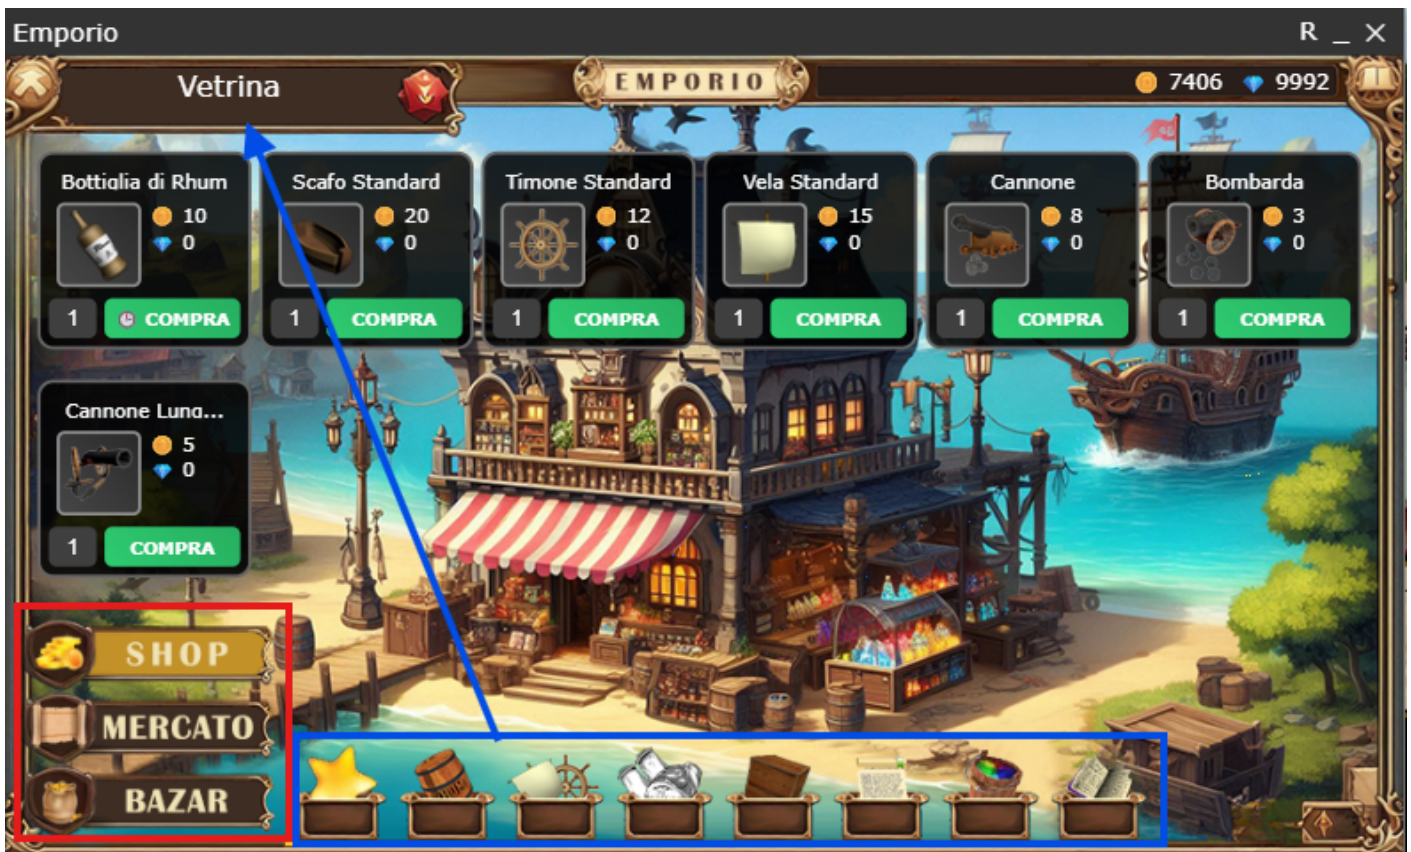 Emporio
R _ ×
Vetrina
EMPORIO
7406 9992
Bottiglia di Rhum
10
0
1 COMPRA
Scafo Standard
20
0
1 COMPRA
Timone Standard
12
0
1 COMPRA
Vela Standard
15
0
1 COMPRA
Cannone
8
0
1 COMPRA
Bombarda
3
0
1 COMPRA
Cannone Lung...
5
0
1 COMPRA
SHOP
MERCATO
BAZAR